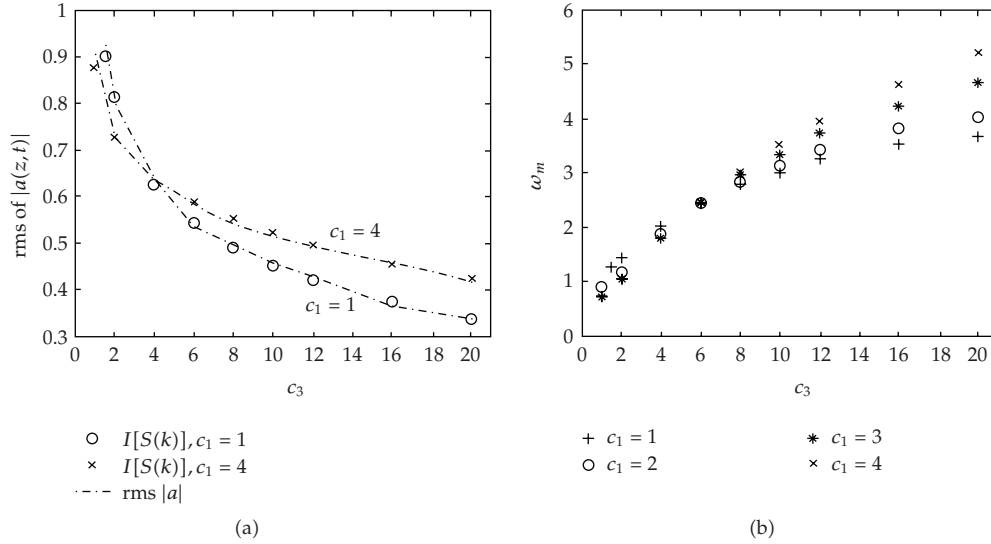 1
0.9
0.8
0.7
0.6
0.5
0.4
0.3
rms of |a(z,t)|
0 2 4 6 8 10 12 14 16 18 20
c₃
c₁ = 4
c₁ = 1
I[S(k)], c₁ = 1
I[S(k)], c₁ = 4
rms |a|
(a)
6
5
4
3
2
1
0
ωₘ
0 2 4 6 8 10 12 14 16 18 20
c₃
c₁ = 1
c₁ = 2
c₁ = 3
c₁ = 4
(b)